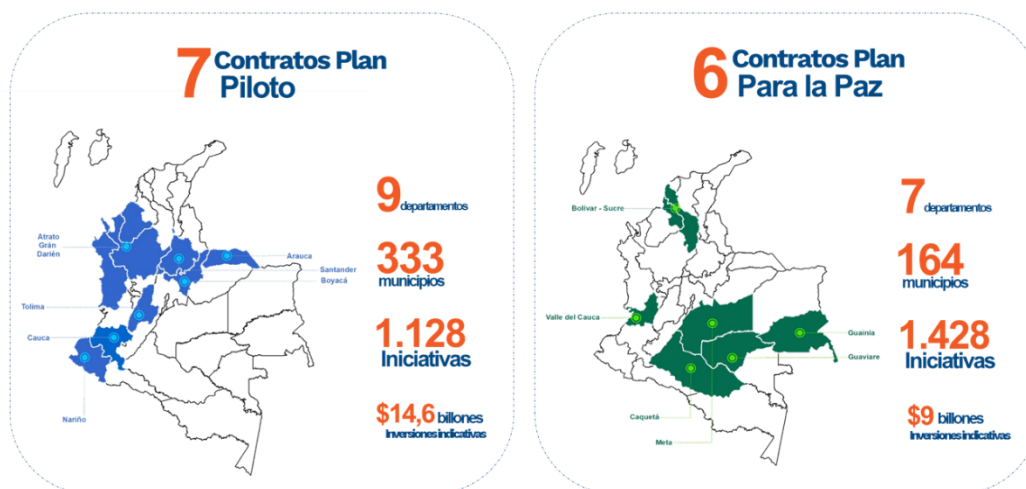 7 Contratos Plan
Piloto
9
departamentos
Atrato
Grán
Darién
Arauca
333
municipios
Santander
Boyacá
Tolima
Cauca
1.128
Iniciativas
Nariño
$14,6 billones
Inversiones indicativas
6 Contratos Plan
Para la Paz
Bolívar - Sucre
7
departamentos
164
municipios
Valle del Cauca
Guainía
Guaviare
1.428
Iniciativas
Caquetá
Meta
$9 billones
Inversiones indicativas